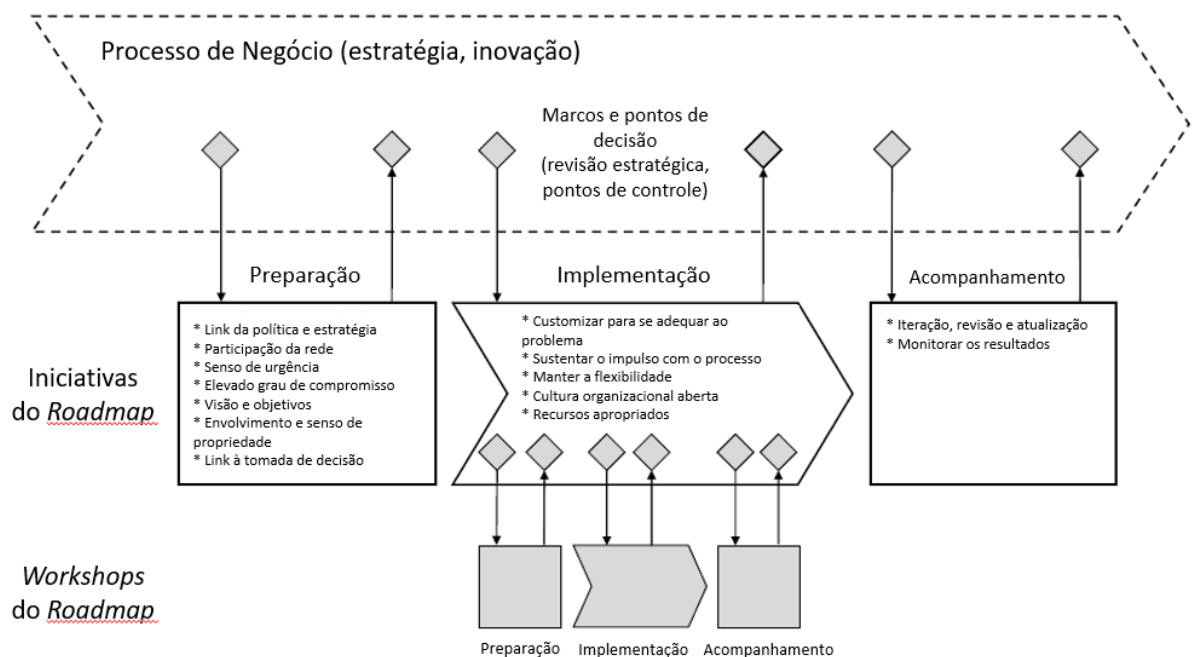 Processo de Negócio (estratégia, inovação)
Marcos e pontos de
decisão
(revisão estratégica,
pontos de controle)
Preparação
Implementação
Acompanhamento
Iniciativas
do Roadmap
* Link da política e estratégia
* Participação da rede
* Senso de urgência
* Elevado grau de compromisso
* Visão e objetivos
* Envolvimento e senso de
propriedade
* Link à tomada de decisão
* Customizar para se adequar ao
problema
* Sustentar o impulso com o processo
* Manter a flexibilidade
* Cultura organizacional aberta
* Recursos apropriados
* Iteração, revisão e atualização
* Monitorar os resultados
Workshops
do Roadmap
Preparação
Implementação
Acompanhamento